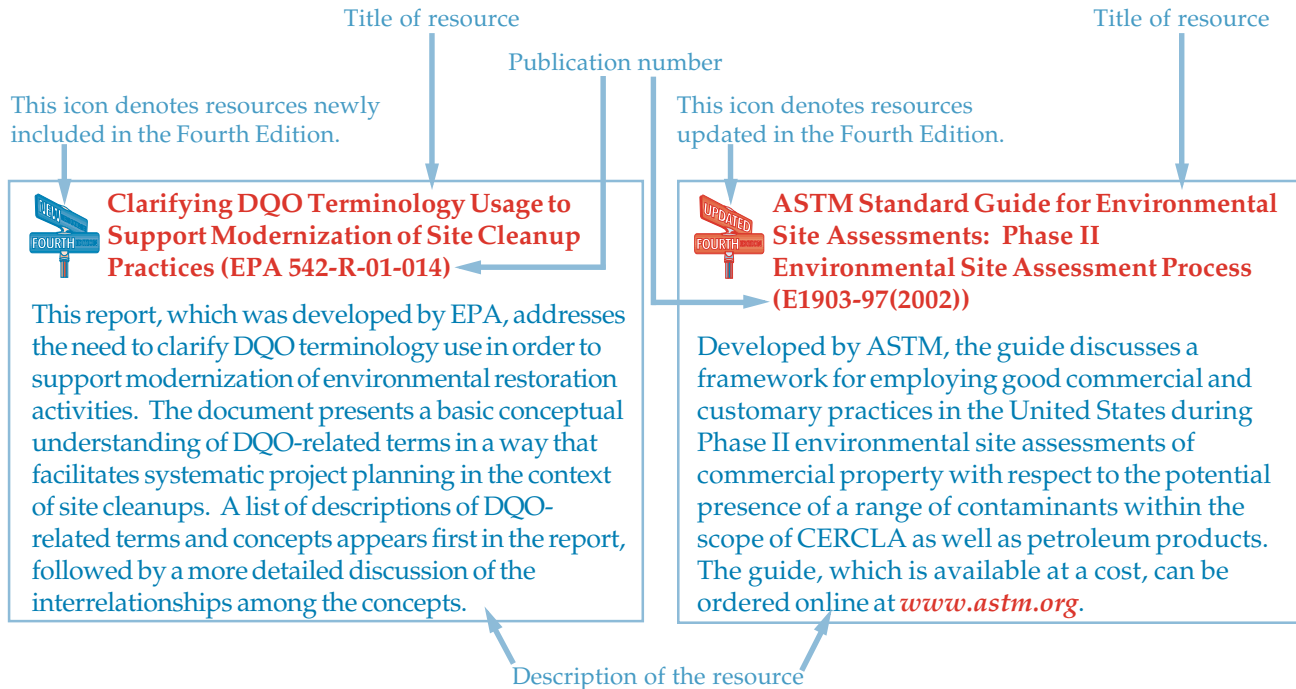 Title of resource
Title of resource
Publication number
This icon denotes resources newly
included in the Fourth Edition.
This icon denotes resources
updated in the Fourth Edition.
NEW
FOURTH EDITION
Clarifying DQO Terminology Usage to
Support Modernization of Site Cleanup
Practices (EPA 542-R-01-014)
This report, which was developed by EPA, addresses
the need to clarify DQO terminology use in order to
support modernization of environmental restoration
activities. The document presents a basic conceptual
understanding of DQO-related terms in a way that
facilitates systematic project planning in the context
of site cleanups. A list of descriptions of DQO-
related terms and concepts appears first in the report,
followed by a more detailed discussion of the
interrelationships among the concepts.
UPDATED
FOURTH EDITION
ASTM Standard Guide for Environmental
Site Assessments: Phase II
Environmental Site Assessment Process
(E1903-97(2002))
Developed by ASTM, the guide discusses a
framework for employing good commercial and
customary practices in the United States during
Phase II environmental site assessments of
commercial property with respect to the potential
presence of a range of contaminants within the
scope of CERCLA as well as petroleum products.
The guide, which is available at a cost, can be
ordered online at www.astm.org.
Description of the resource